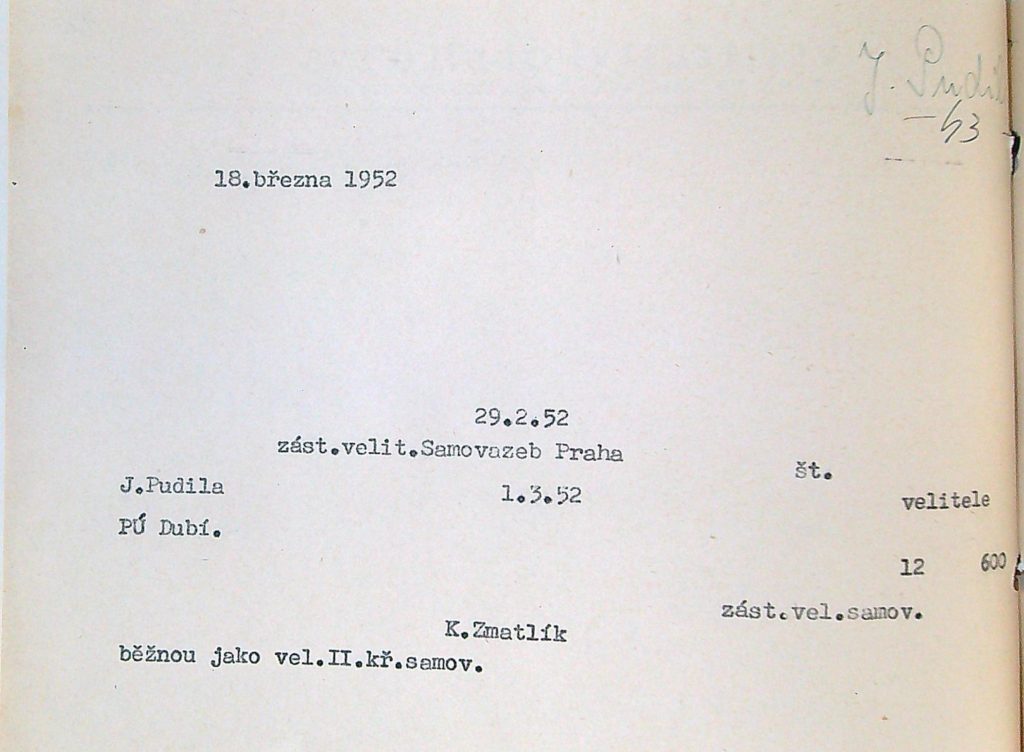 J. Pudil
- 63 -
18.března 1952
29.2.52
zást.velit.Samovazeb Praha
št.
J.Pudila 1.3.52 velitele
PÚ Dubí.
12 600
zást.vel.samov.
K.Zmatlík
běžnou jako vel.II.kř.samov.